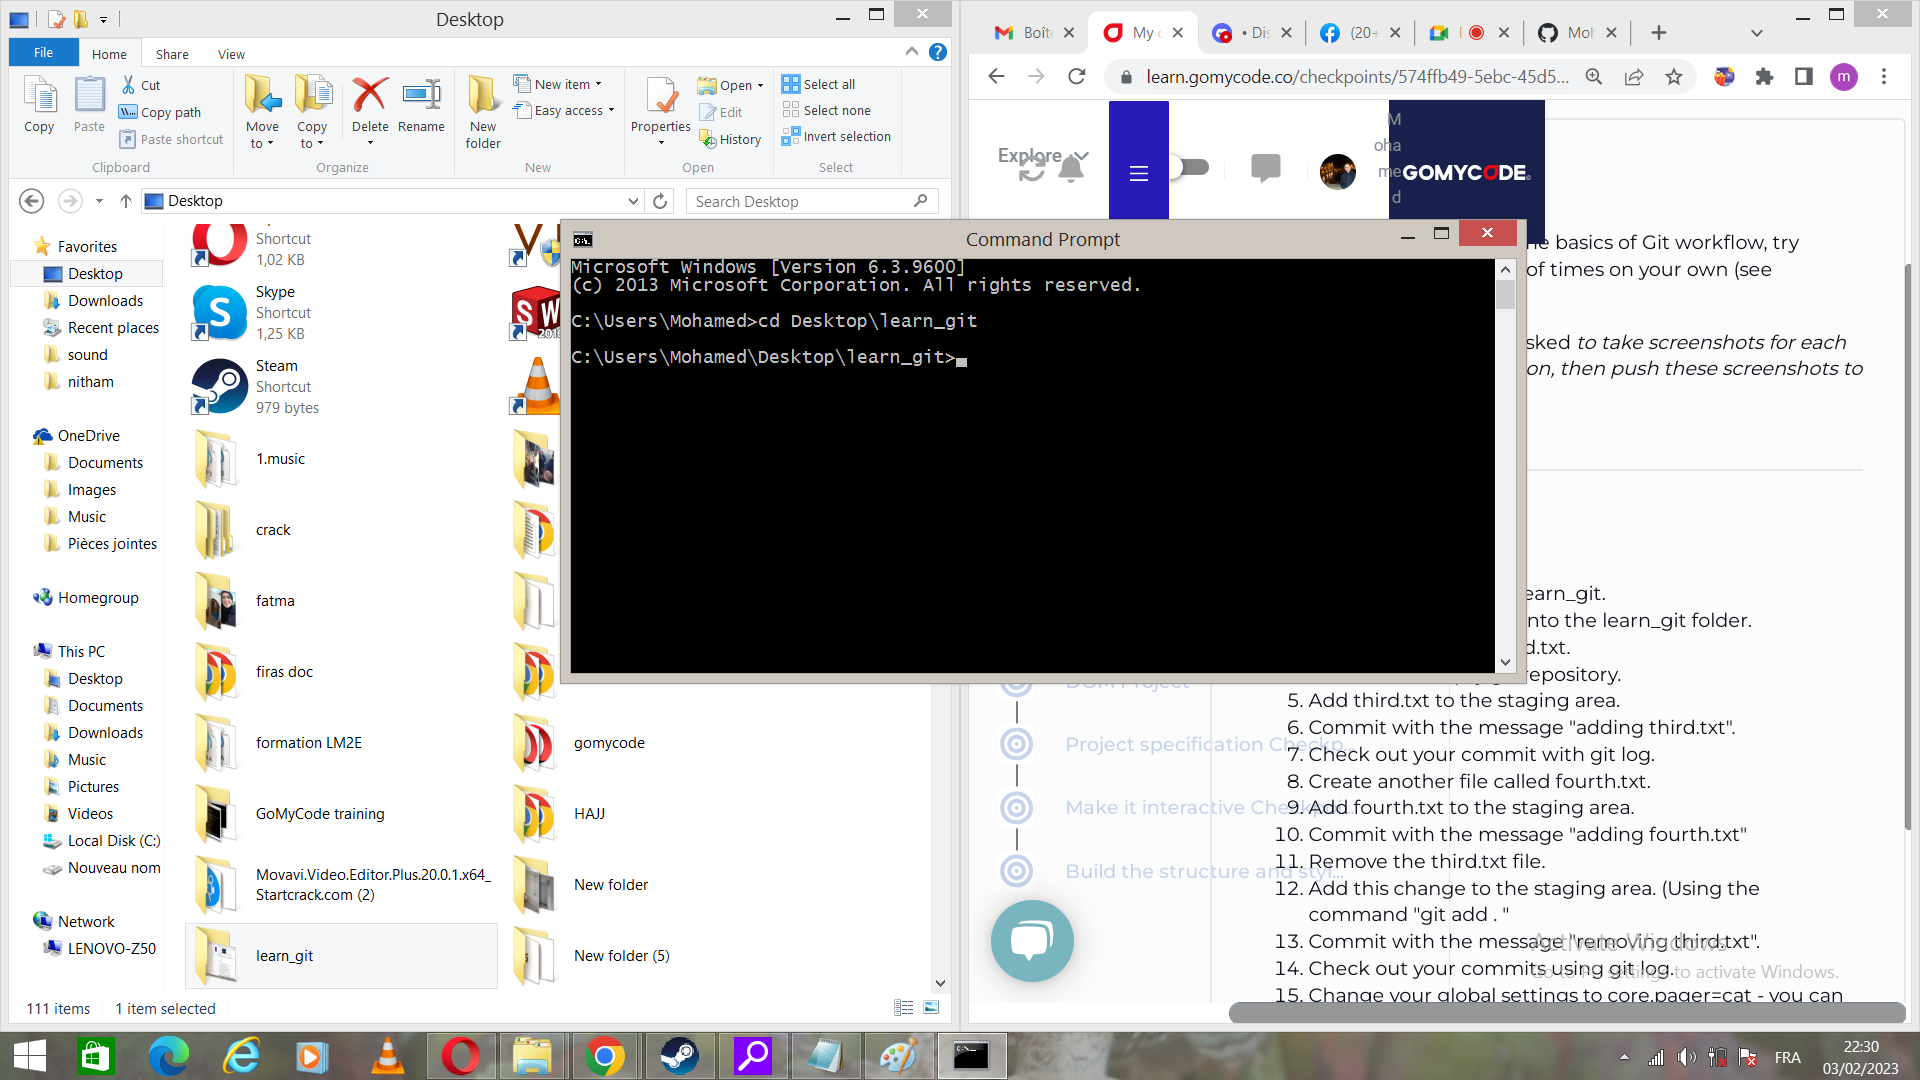 Desktop
File
Home
Share
View
Copy
Paste
Cut
Copy path
Paste shortcut
Clipboard
Move to
Copy to
Delete
Rename
Organize
New folder
New item
Easy access
New
Properties
Open
Edit
History
Open
Select all
Select none
Invert selection
Select
Desktop
Search Desktop
Favorites
Desktop
Downloads
Recent places
sound
nitham
OneDrive
Documents
Images
Music
Pièces jointes
Homegroup
This PC
Desktop
Documents
Downloads
Music
Pictures
Videos
Local Disk (C:)
Nouveau nom
Network
LENOVO-Z50
Shortcut
1,02 KB
Skype
Shortcut
1,25 KB
Steam
Shortcut
979 bytes
1.music
crack
fatma
firas doc
formation LM2E
gomycode
GoMyCode training
HAJJ
Movavi.Video.Editor.Plus.20.0.1.x64_
Startcrack.com (2)
New folder
learn_git
New folder (5)
111 items
1 item selected
Command Prompt
Microsoft Windows [Version 6.3.9600]
(c) 2013 Microsoft Corporation. All rights reserved.
C:\Users\Mohamed>cd Desktop\learn_git
C:\Users\Mohamed\Desktop\learn_git>
Boîte
My c
• Dis
(20+
Moh
learn.gomycode.co/checkpoints/574ffb49-5ebc-45d5...
m
Explore
M
oha
me
d
GOMYCODE
e basics of Git workflow, try
of times on your own (see
sked to take screenshots for each
on, then push these screenshots to
earn_git.
nto the learn_git folder.
d.txt.
repository.
5. Add third.txt to the staging area.
6. Commit with the message "adding third.txt".
7. Check out your commit with git log.
8. Create another file called fourth.txt.
9. Add fourth.txt to the staging area.
10. Commit with the message "adding fourth.txt"
11. Remove the third.txt file.
12. Add this change to the staging area. (Using the
command "git add . "
13. Commit with the message "removing third.txt".
14. Check out your commits using git log.
15. Change your global settings to core.pager=cat - you can
DOM Project
Project specification Checkp...
Make it interactive Checkp...
Build the structure and styl...
Activate Windows
Go to PC settings to activate Windows.
FRA
22:30
03/02/2023